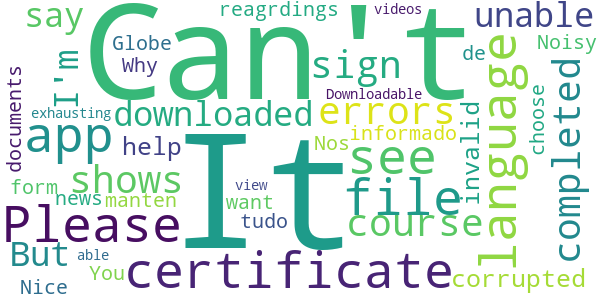 say
Can't
reagrdings
videos
unable
Globe
Why
I'm
sign
de
Noisy
documents
exhausting
downloaded
Downloadable
errors
language
invalid
choose
completed
app
help
Nos
informado
see
form
shows
news
manten
It
view
want
tudo
file
course
Please
But
able
You
certificate
corrupted
Nice